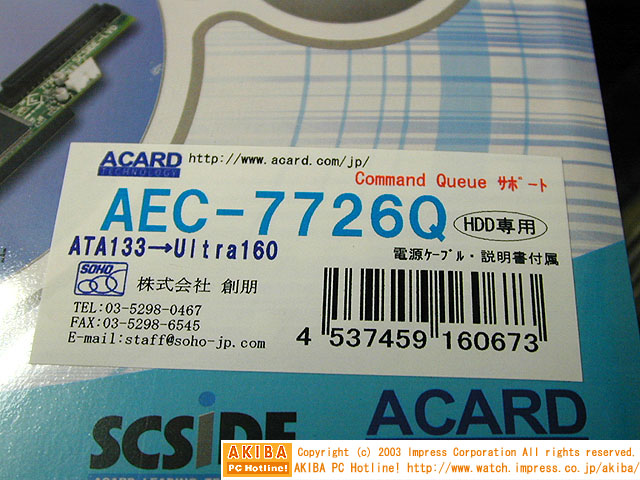 ACARD http://www.acard.com/jp/
TECHNOLOGY
Command Queue ｻﾎﾟｰﾄ
AEC-7726Q HDD専用
ATA133→Ultra160
電源ケーブル・説明書付属
SOHO 株式会社 創朋
TEL:03-5298-0467
FAX:03-5298-6545
E-mail:staff@soho-jp.com
4 537459 160673
SCSIDE ACARD
AKIBA
PC Hotline!
Copyright (c) 2003 Impress Corporation All rights reserved.
AKIBA PC Hotline! http://www.watch.impress.co.jp/akiba/